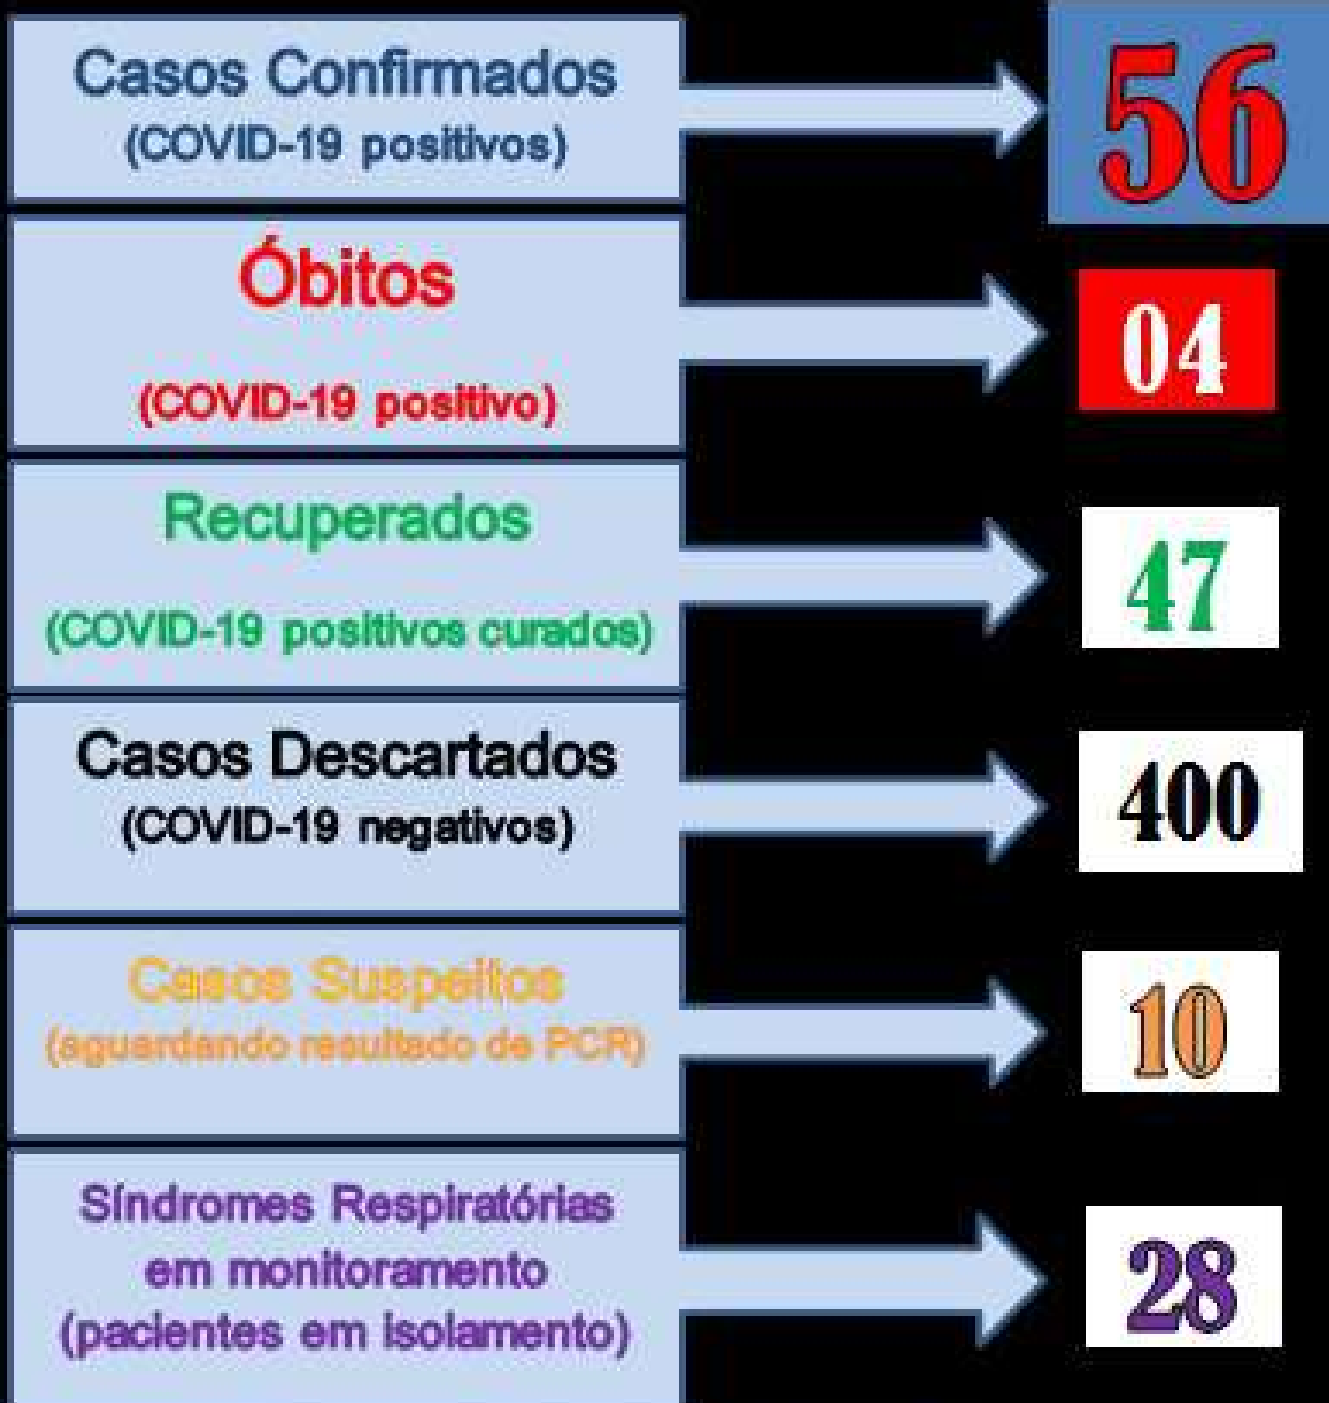 Casos Confirmados
(COVID-19 positivos)
56
Óbitos
(COVID-19 positivo)
04
Recuperados
(COVID-19 positivos curados)
47
Casos Descartados
(COVID-19 negativos)
400
Casos Suspeitos
(aguardando resultado de PCR)
10
Síndromes Respiratórias
em monitoramento
(pacientes em isolamento)
28